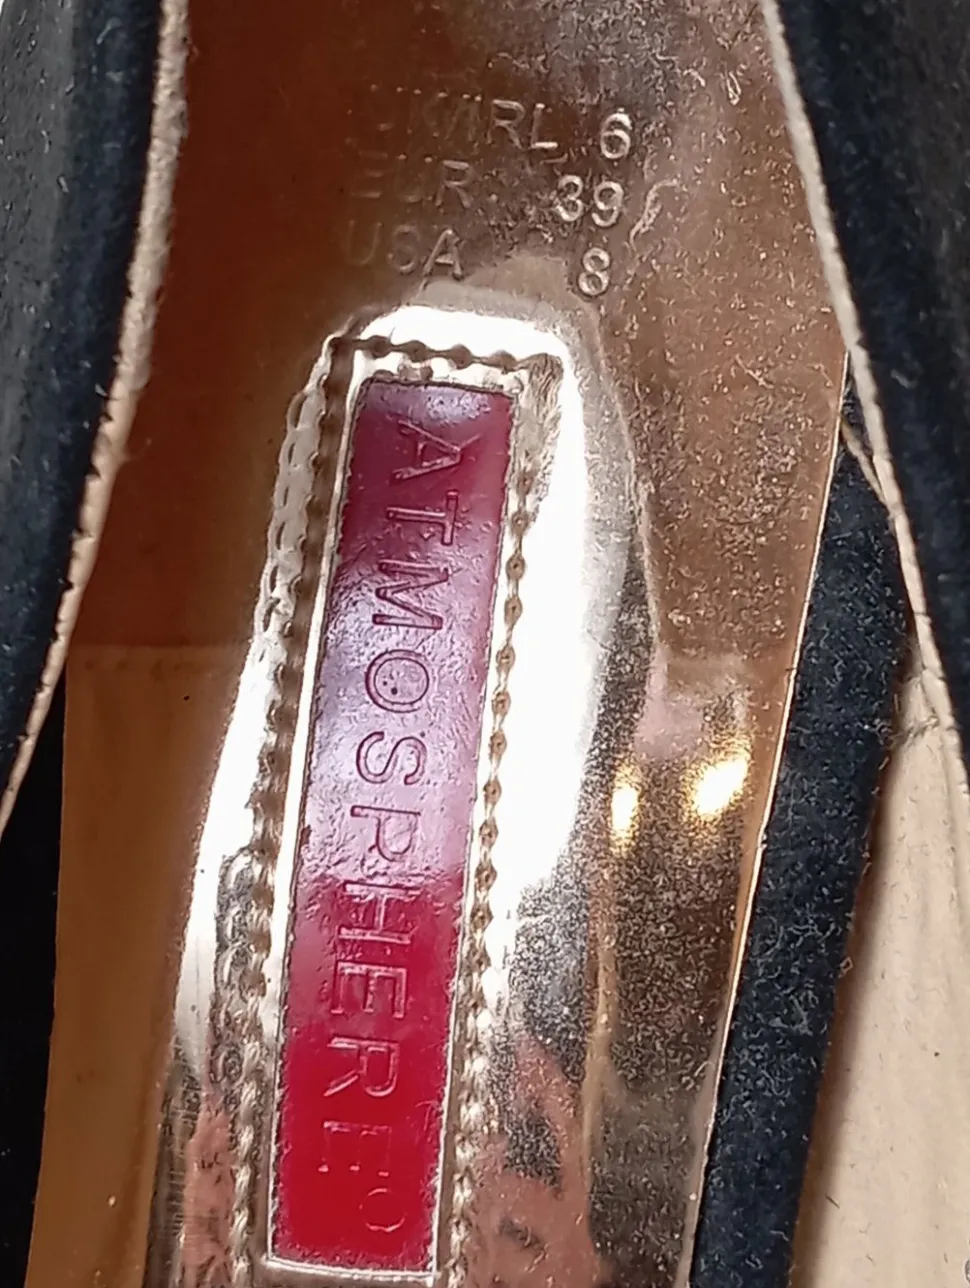 UK/IRL 6
EUR 39
USA 8
ATMOSPHERE°